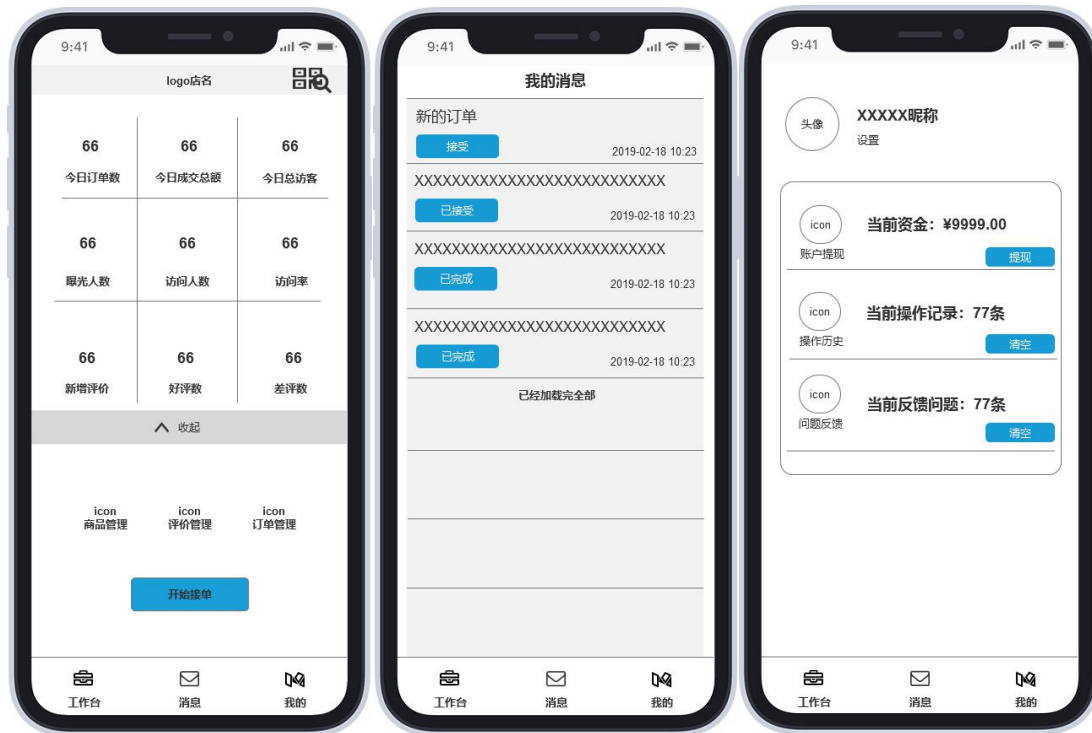 9:41
logo店名
66 66 66
今日订单数 今日成交总额 今日总访客
66 66 66
曝光人数 访问人数 访问率
66 66 66
新增评价 好评数 差评数
收起
icon icon icon
商品管理 评价管理 订单管理
开始接单
工作台 消息 我的
9:41
我的消息
新的订单
接受 2019-02-18 10:23
XXXXXXXXXXXXXXXXXXXXXXXXXXX
已接受 2019-02-18 10:23
XXXXXXXXXXXXXXXXXXXXXXXXXXX
已完成 2019-02-18 10:23
XXXXXXXXXXXXXXXXXXXXXXXXXXX
已完成 2019-02-18 10:23
已经加载完全部
工作台 消息 我的
9:41
头像 XXXXX昵称
设置
icon 当前资金：¥9999.00
账户提现 提现
icon 当前操作记录：77条
操作历史 清空
icon 当前反馈问题：77条
问题反馈 清空
工作台 消息 我的